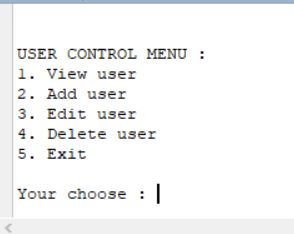 USER CONTROL MENU :
1. View user
2. Add user
3. Edit user
4. Delete user
5. Exit
Your choose :